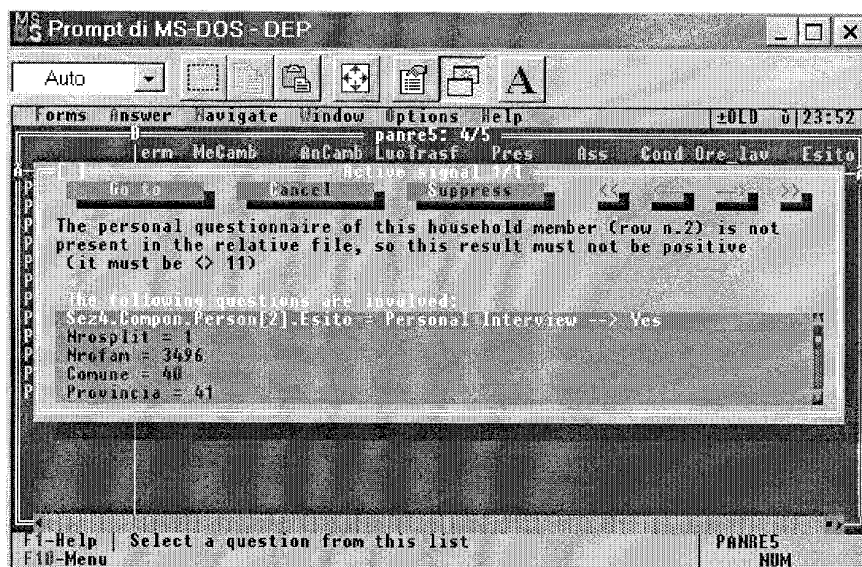 Prompt di MS-DOS - DEP
Auto
Forms Answer Navigate Window Options Help ±OLD ù 23:52
panre5: 4/5
erm MeCamb AnCamb LuoTrasf Pres Ass Cond Ore_lav Esito
Active signal 1/1
Go to Cancel Suppress << < --> >>
The personal questionnaire of this household member (row n.2) is not
present in the relative file, so this result must not be positive
(it must be <> 11)
The following questions are involved:
Sez4.Compon.Person[2].Esito = Personal Interview --> Yes
Nrosplit = 1
Nrofam = 3496
Comune = 40
Provincia = 41
F1-Help | Select a question from this list PANRE5
F10-Menu NUM